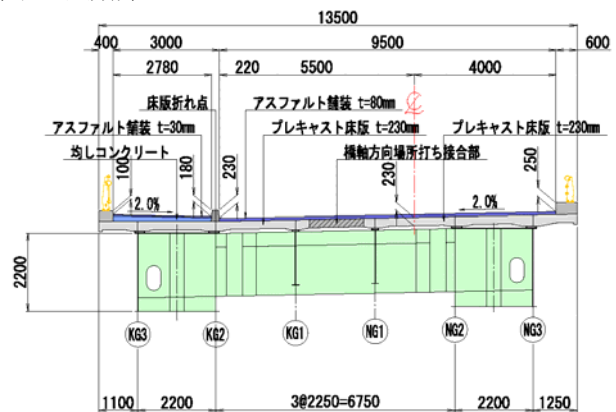 13500
400
3000
9500
600
2780
220
5500
4000
床版折れ点
アスファルト舗装 t=80mm
アスファルト舗装 t=30mm
プレキャスト床版 t=230mm
プレキャスト床版 t=230mm
均しコンクリート
橋軸方向場所打ち接合部
100
180
230
230
250
2.0%
2.0%
2200
KG3
KG2
KG1
NG1
NG2
NG3
1100
2200
3@2250=6750
2200
1250